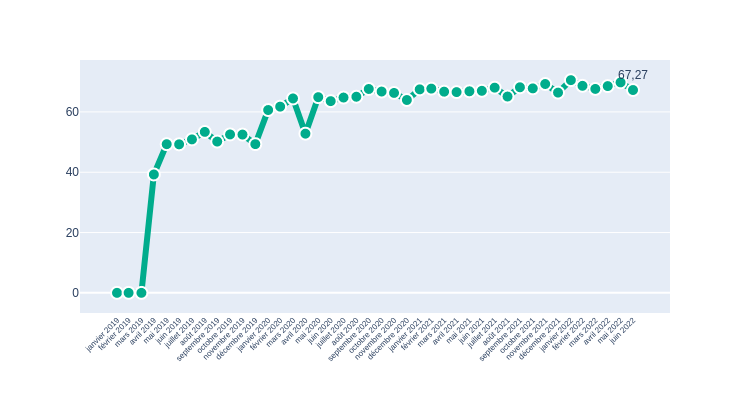 67,27
60
40
20
0
janvier 2019
février 2019
mars 2019
avril 2019
mai 2019
juin 2019
juillet 2019
août 2019
septembre 2019
octobre 2019
novembre 2019
décembre 2019
janvier 2020
février 2020
mars 2020
avril 2020
mai 2020
juin 2020
juillet 2020
août 2020
septembre 2020
octobre 2020
novembre 2020
décembre 2020
janvier 2021
février 2021
mars 2021
avril 2021
mai 2021
juin 2021
juillet 2021
août 2021
septembre 2021
octobre 2021
novembre 2021
décembre 2021
janvier 2022
février 2022
mars 2022
avril 2022
mai 2022
juin 2022